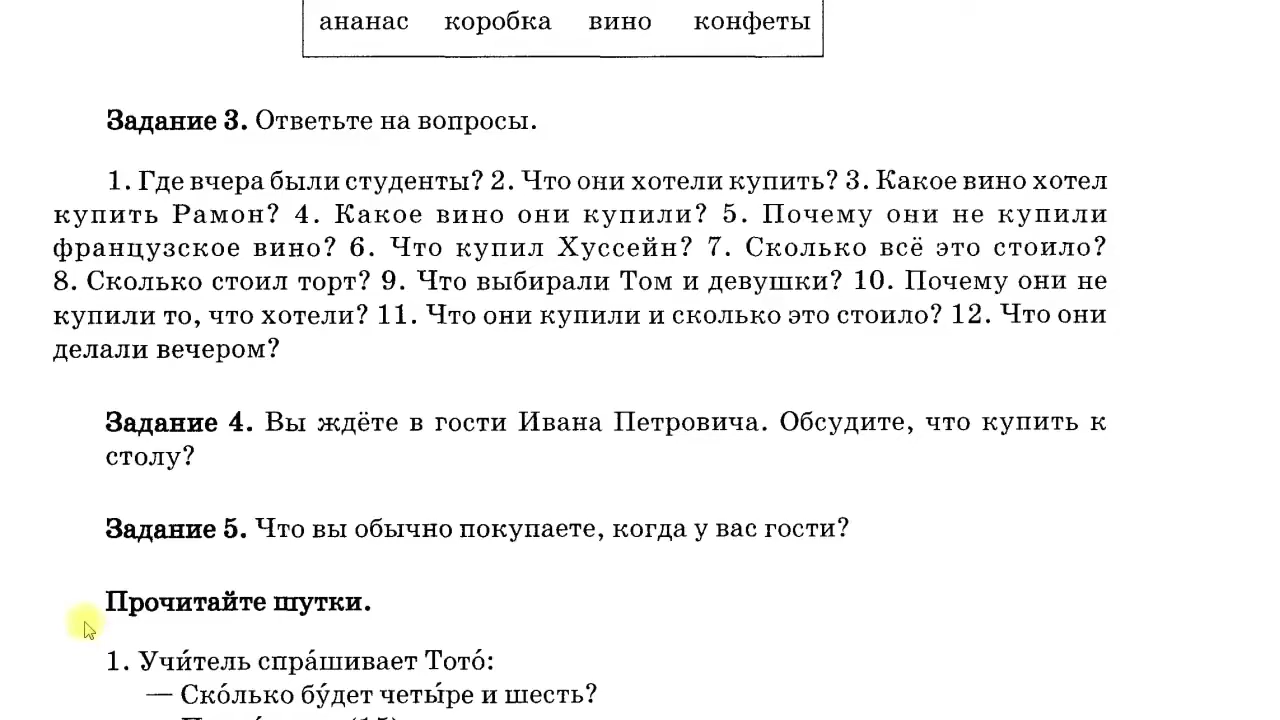 ананас коробка вино конфеты
Задание 3. Ответьте на вопросы.
1. Где вчера были студенты? 2. Что они хотели купить? 3. Какое вино хотел
купить Рамон? 4. Какое вино они купили? 5. Почему они не купили
французское вино? 6. Что купил Хуссейн? 7. Сколько всё это стоило?
8. Сколько стоил торт? 9. Что выбирали Том и девушки? 10. Почему они не
купили то, что хотели? 11. Что они купили и сколько это стоило? 12. Что они
делали вечером?
Задание 4. Вы ждёте в гости Ивана Петровича. Обсудите, что купить к
столу?
Задание 5. Что вы обычно покупаете, когда у вас гости?
Прочитайте шутки.
1. Учи́тель спра́шивает Тото́:
— Ско́лько бу́дет четы́ре и шесть?